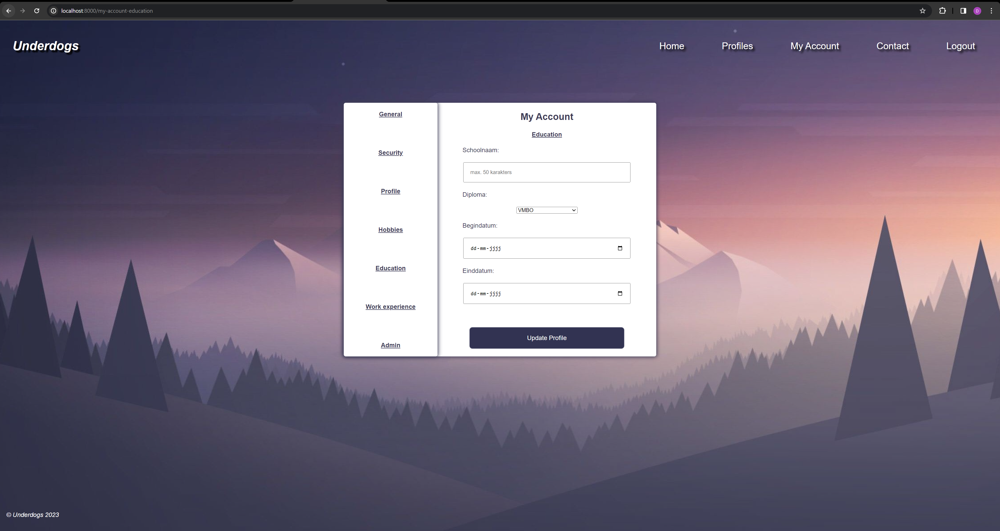 localhost:8000/my-account-education
D
Underdogs
Home
Profiles
My Account
Contact
Logout
General
Security
Profile
Hobbies
Education
Work experience
Admin
My Account
Education
Schoolnaam:
max. 50 karakters
Diploma:
VMBO
Begindatum:
dd-mm-jjjj
Einddatum:
dd-mm-jjjj
Update Profile
© Underdogs 2023